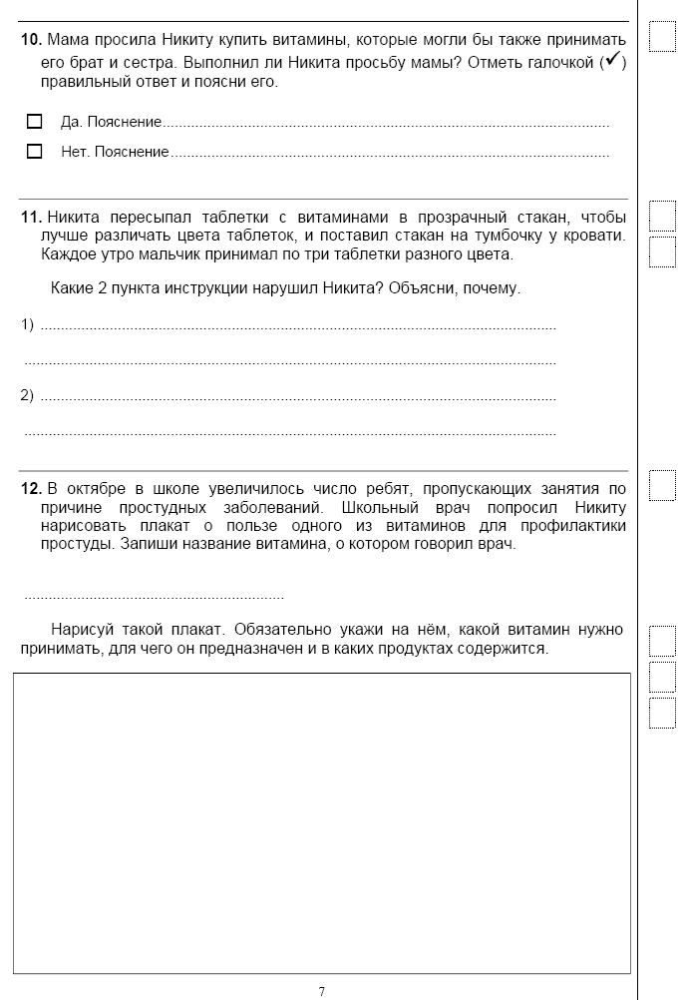 10. Мама просила Никиту купить витамины, которые могли бы также принимать
его брат и сестра. Выполнил ли Никита просьбу мамы? Отметь галочкой (✓)
правильный ответ и поясни его.
Да. Пояснение..............................................................................................................
Нет. Пояснение............................................................................................................
11. Никита пересыпал таблетки с витаминами в прозрачный стакан, чтобы
лучше различать цвета таблеток, и поставил стакан на тумбочку у кровати.
Каждое утро мальчик принимал по три таблетки разного цвета.
Какие 2 пункта инструкции нарушил Никита? Объясни, почему.
1) ...............................................................................................................................
...................................................................................................................................
2) ...............................................................................................................................
...................................................................................................................................
12. В октябре в школе увеличилось число ребят, пропускающих занятия по
причине простудных заболеваний. Школьный врач попросил Никиту
нарисовать плакат о пользе одного из витаминов для профилактики
простуды. Запиши название витамина, о котором говорил врач.
................................................................
Нарисуй такой плакат. Обязательно укажи на нём, какой витамин нужно
принимать, для чего он предназначен и в каких продуктах содержится.
7